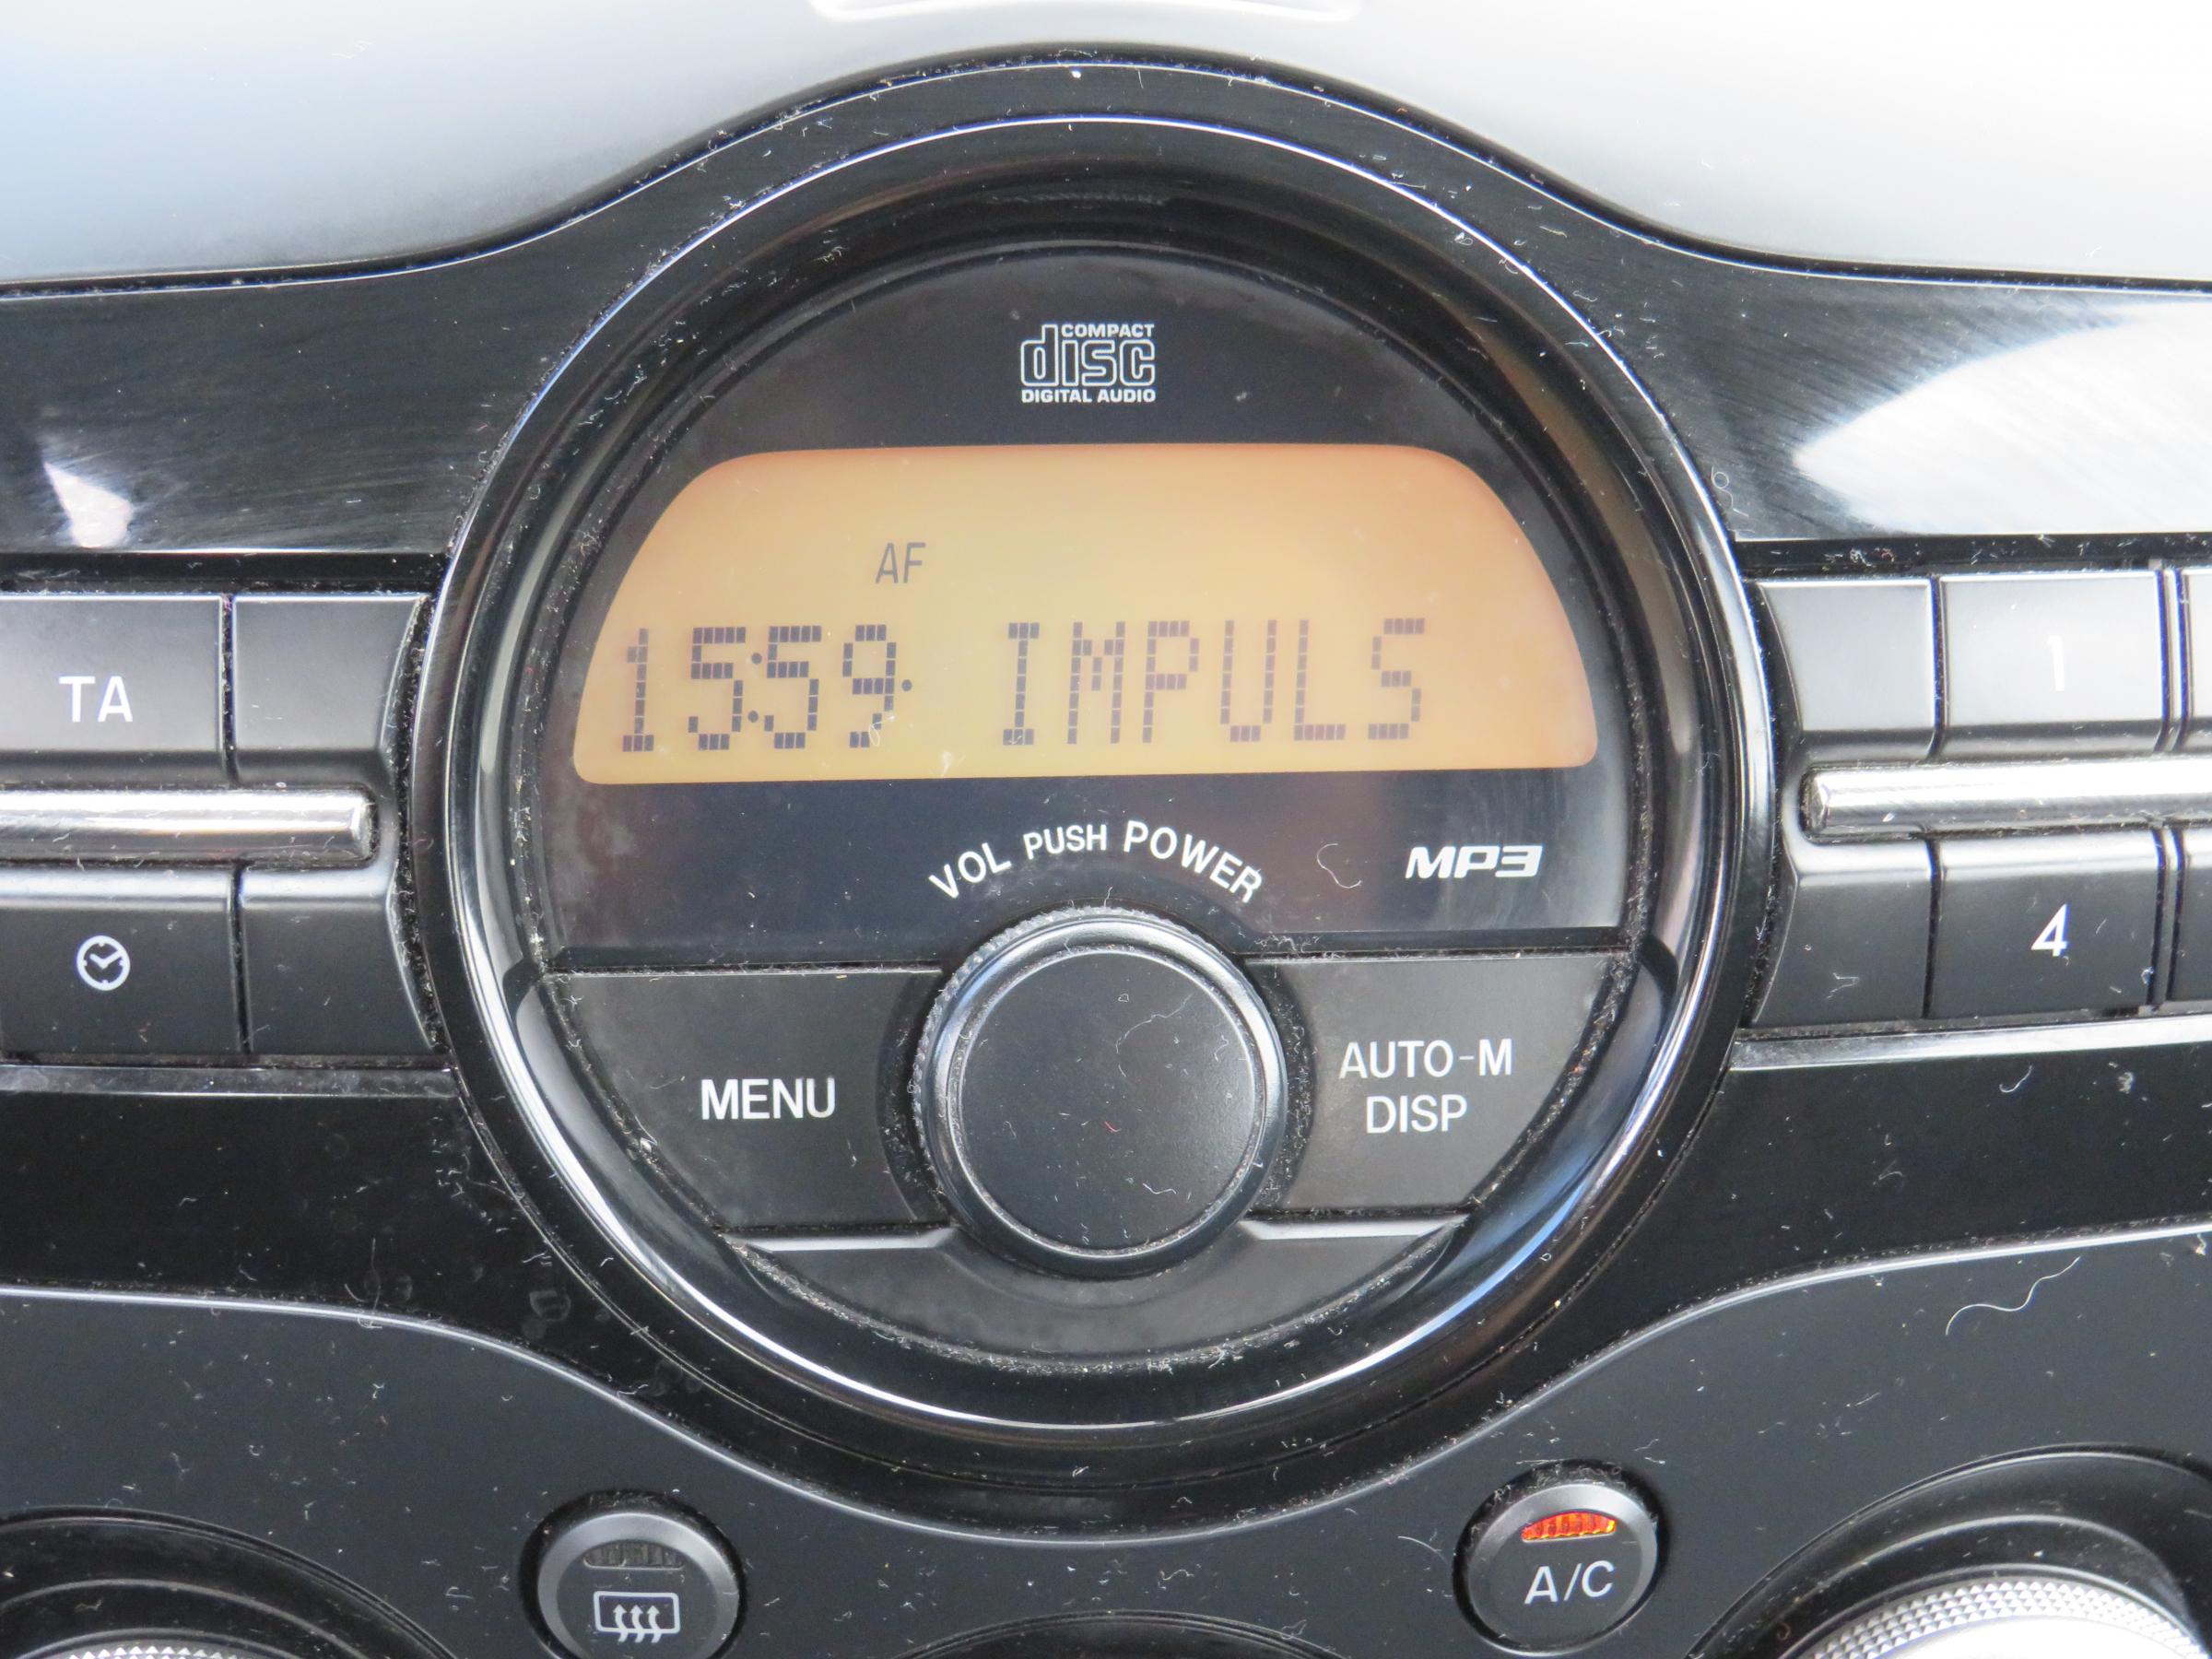 COMPACT
disc
DIGITAL AUDIO
AF
15:59 IMPULS
TA
1
VOL PUSH POWER
MP3
4
MENU
AUTO-M
DISP
A/C